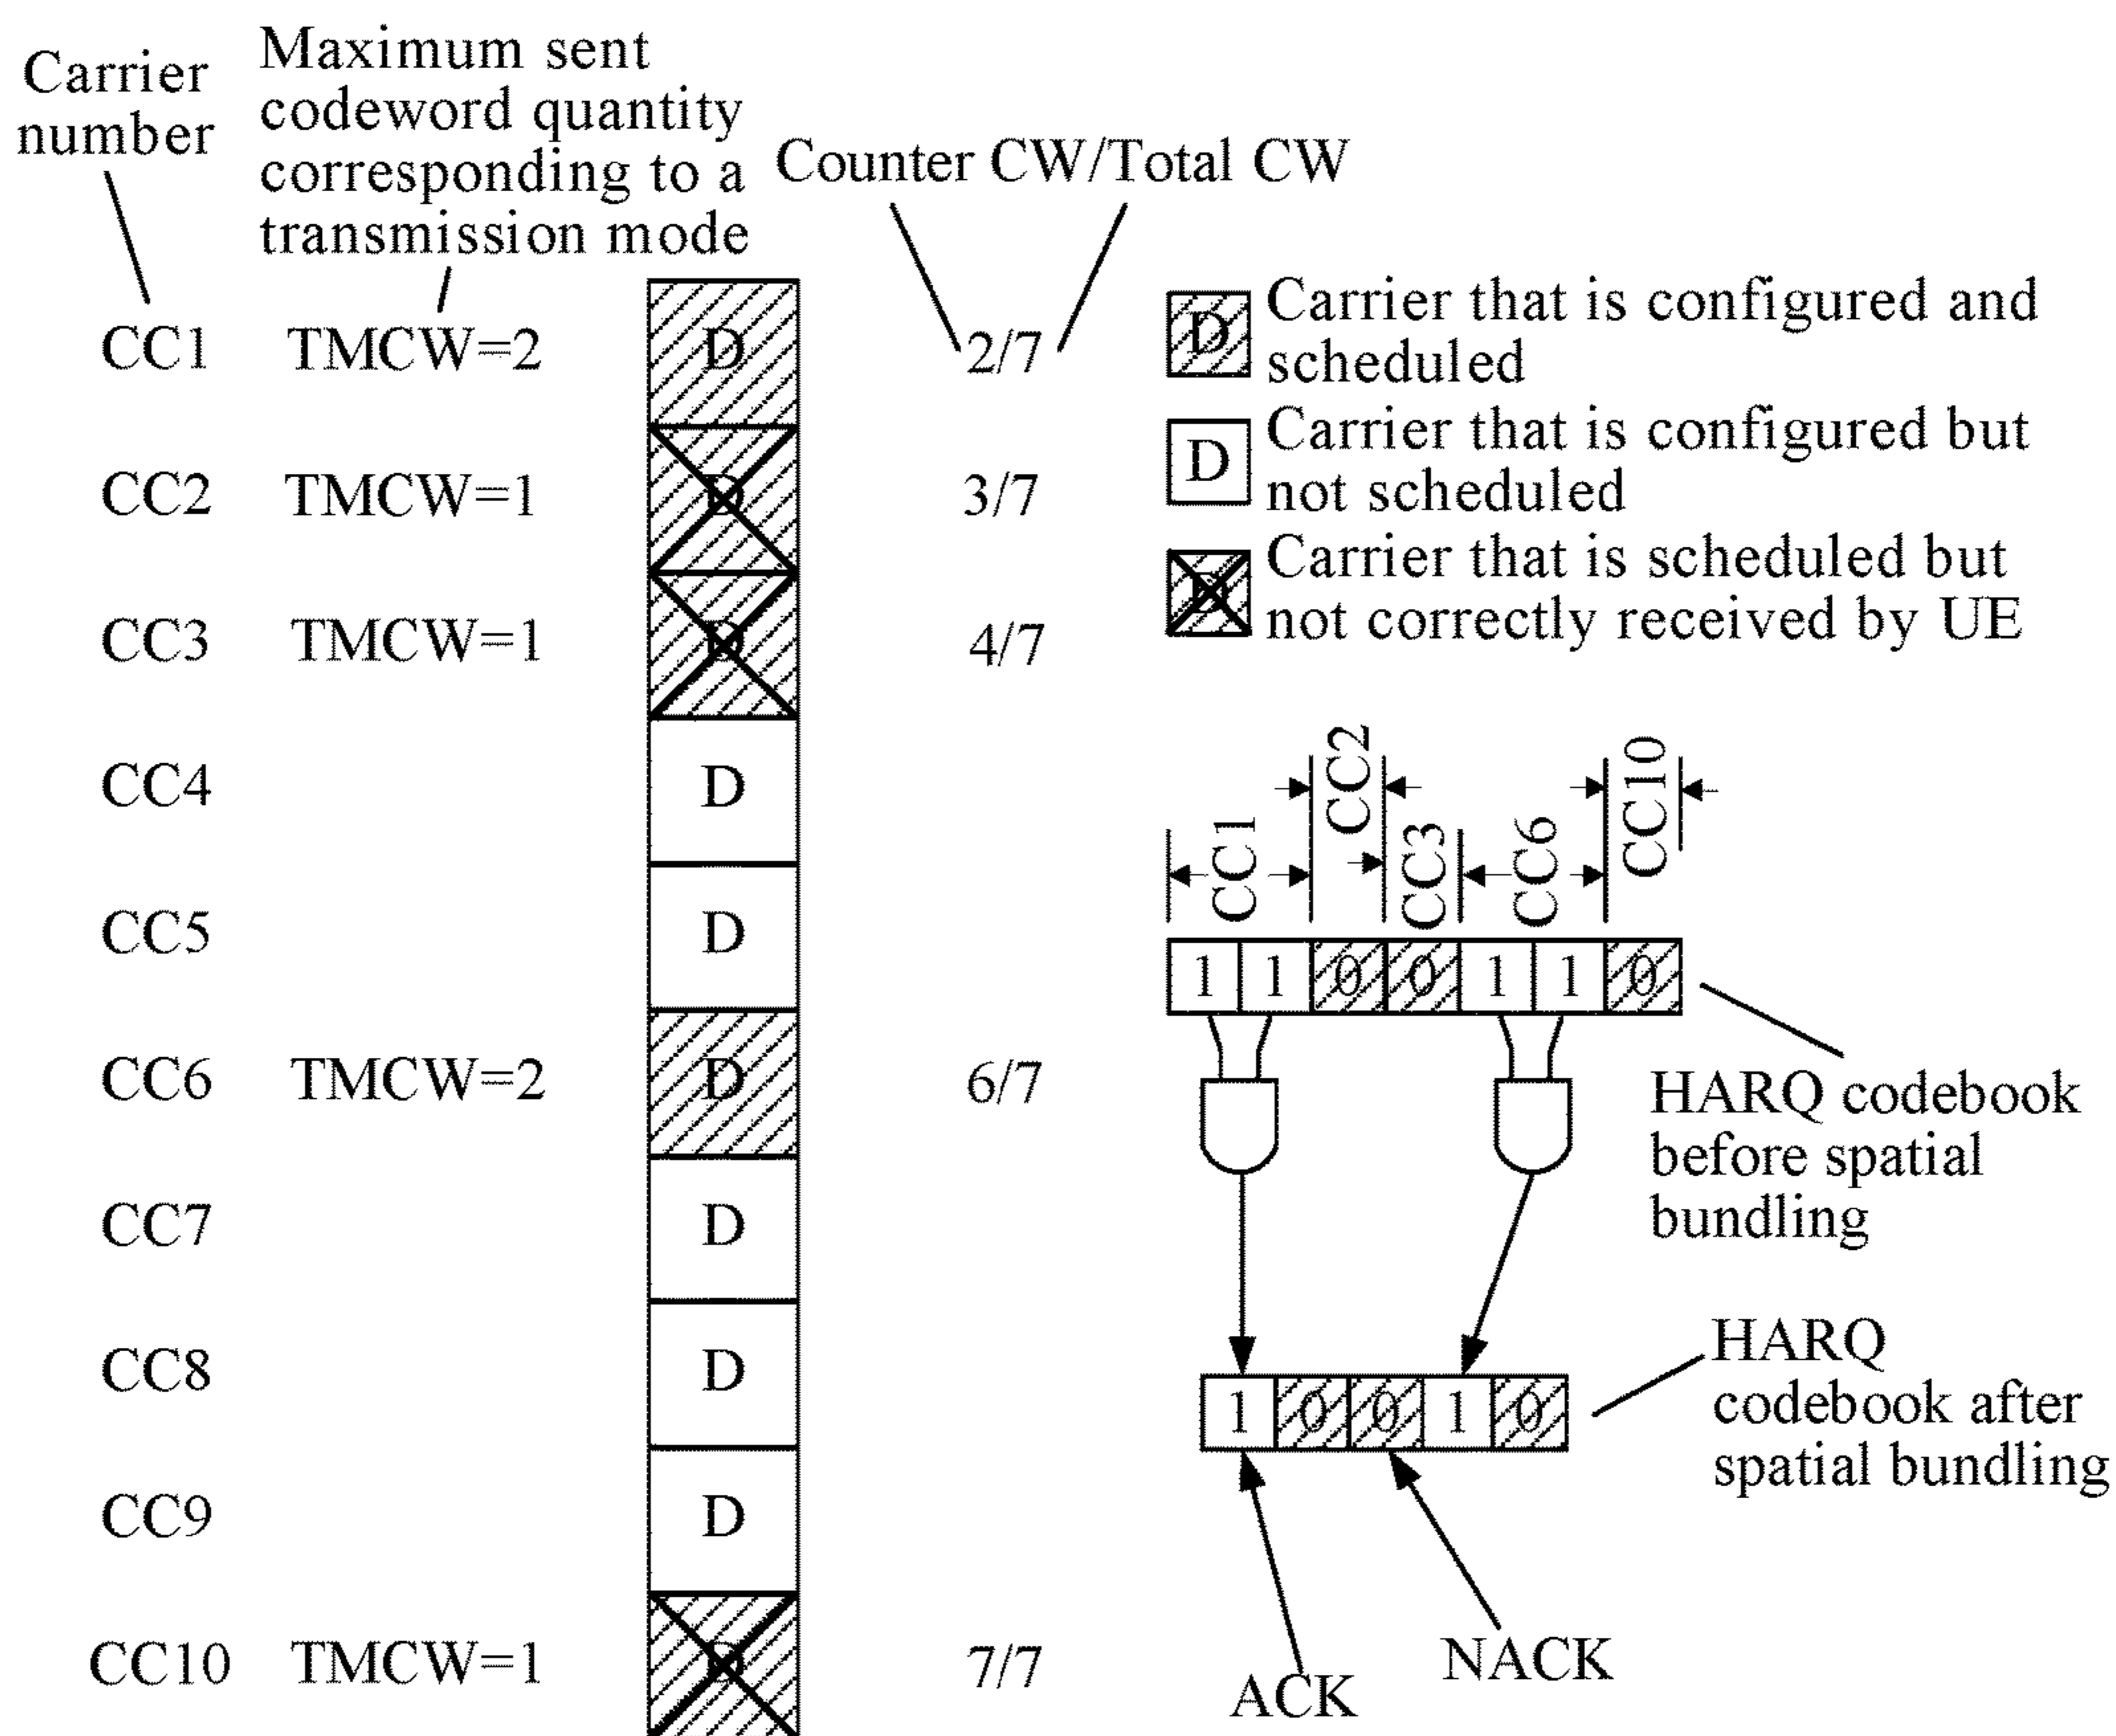 Carrier
number
Maximum sent
codeword quantity
corresponding to a
transmission mode
Counter CW/Total CW
CC1 TMCW=2 D 2/7
CC2 TMCW=1 D 3/7
CC3 TMCW=1 D 4/7
CC4 D
CC5 D
CC6 TMCW=2 D 6/7
CC7 D
CC8 D
CC9 D
CC10 TMCW=1 D 7/7
D Carrier that is configured and
scheduled
D Carrier that is configured but
not scheduled
D Carrier that is scheduled but
not correctly received by UE
CC1 CC2 CC3 CC6 CC10
1 1 0 0 1 1 0
HARQ codebook
before spatial
bundling
1 0 0 1 0
HARQ
codebook after
spatial bundling
ACK
NACK